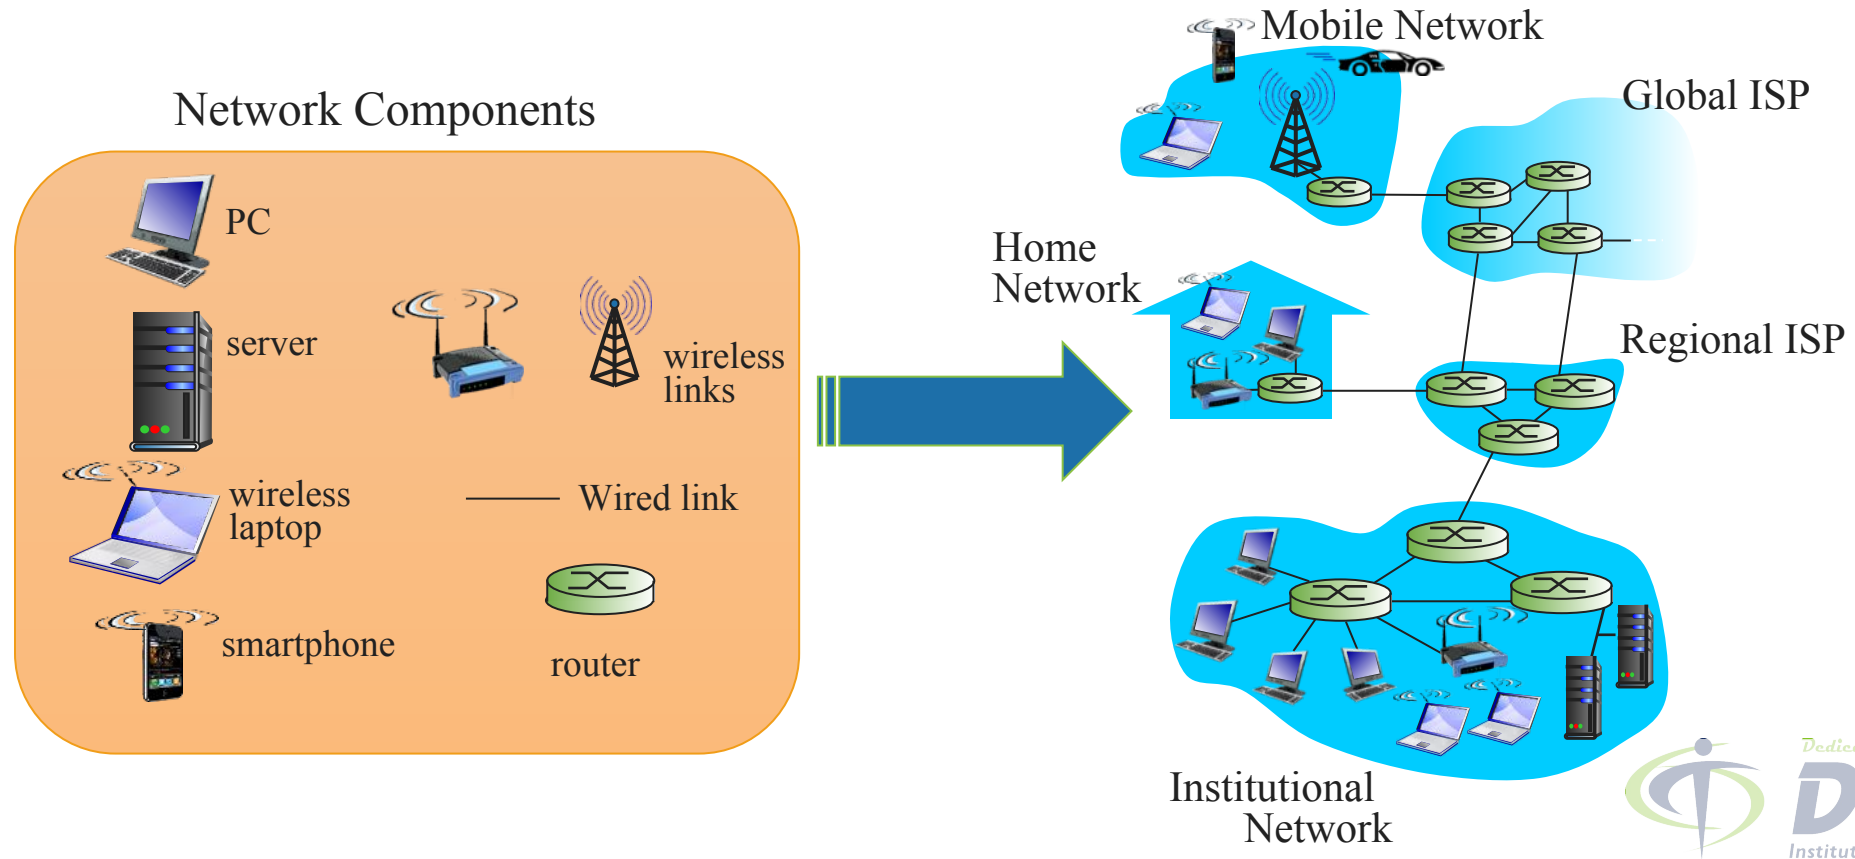 Network Components
PC
server
wireless
links
wireless
laptop
Wired link
smartphone
router
Mobile Network
Global ISP
Home
Network
Regional ISP
Institutional
Network